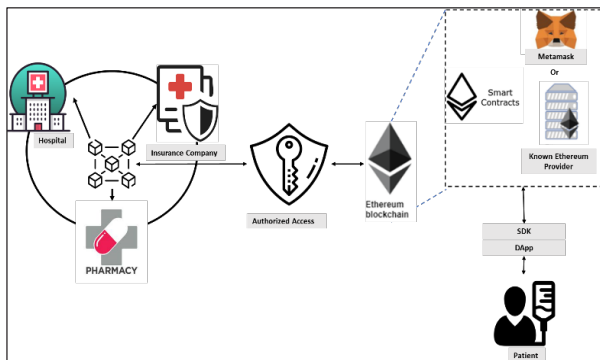 Hospital
Insurance Company
PHARMACY
Authorized Access
Ethereum
blockchain
Smart
Contracts
Metamask
Or
Known Ethereum
Provider
SDK
DApp
Patient